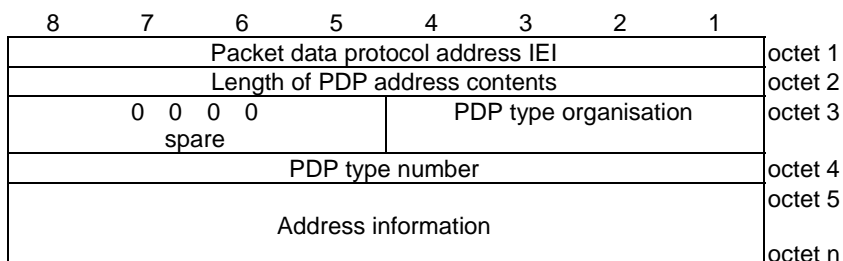 8 7 6 5 4 3 2 1
Packet data protocol address IEI octet 1
Length of PDP address contents octet 2
0 0 0 0 PDP type organisation octet 3
spare
PDP type number octet 4
octet 5
Address information
octet n